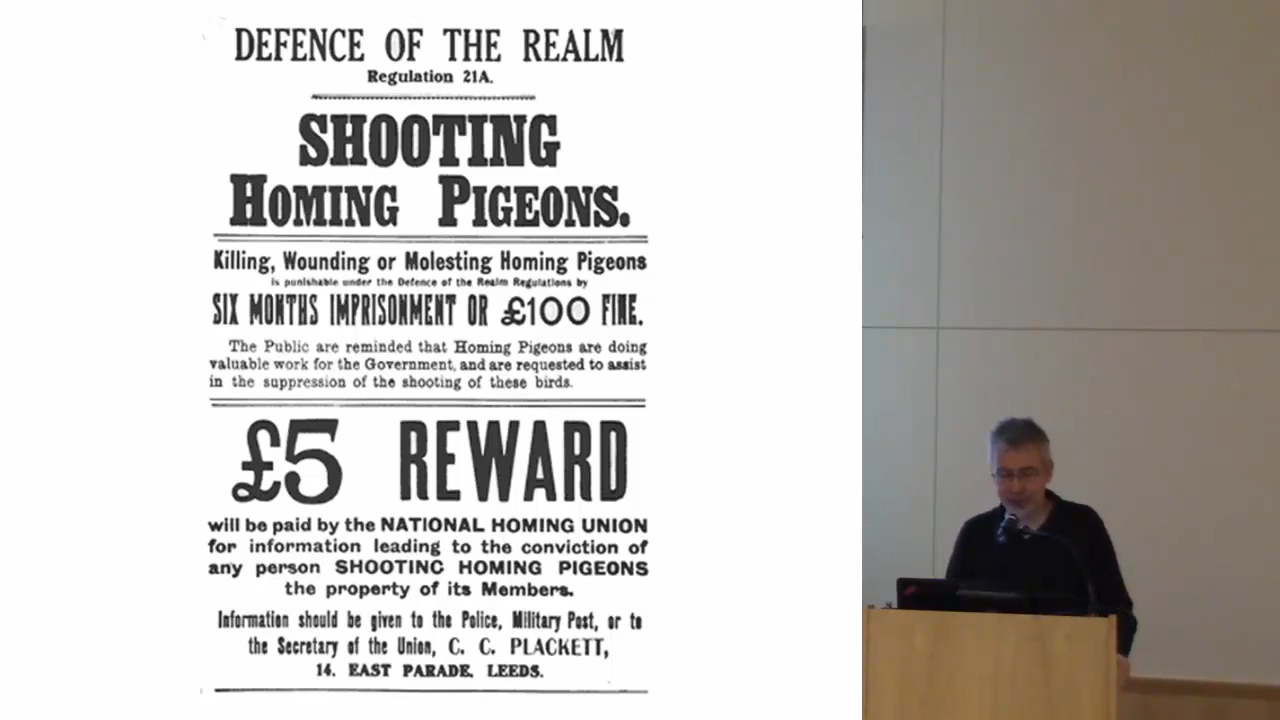 DEFENCE OF THE REALM
Regulation 21A.
SHOOTING
HOMING PIGEONS.
Killing, Wounding or Molesting Homing Pigeons
is punishable under the Defence of the Realm Regulations by
SIX MONTHS IMPRISONMENT OR £100 FINE.
The Public are reminded that Homing Pigeons are doing
valuable work for the Government, and are requested to assist
in the suppression of the shooting of these birds.
£5 REWARD
will be paid by the NATIONAL HOMING UNION
for information leading to the conviction of
any person SHOOTING HOMING PIGEONS
the property of its Members.
Information should be given to the Police, Military Post, or to
the Secretary of the Union, C. C. PLACKETT,
14. EAST PARADE, LEEDS.